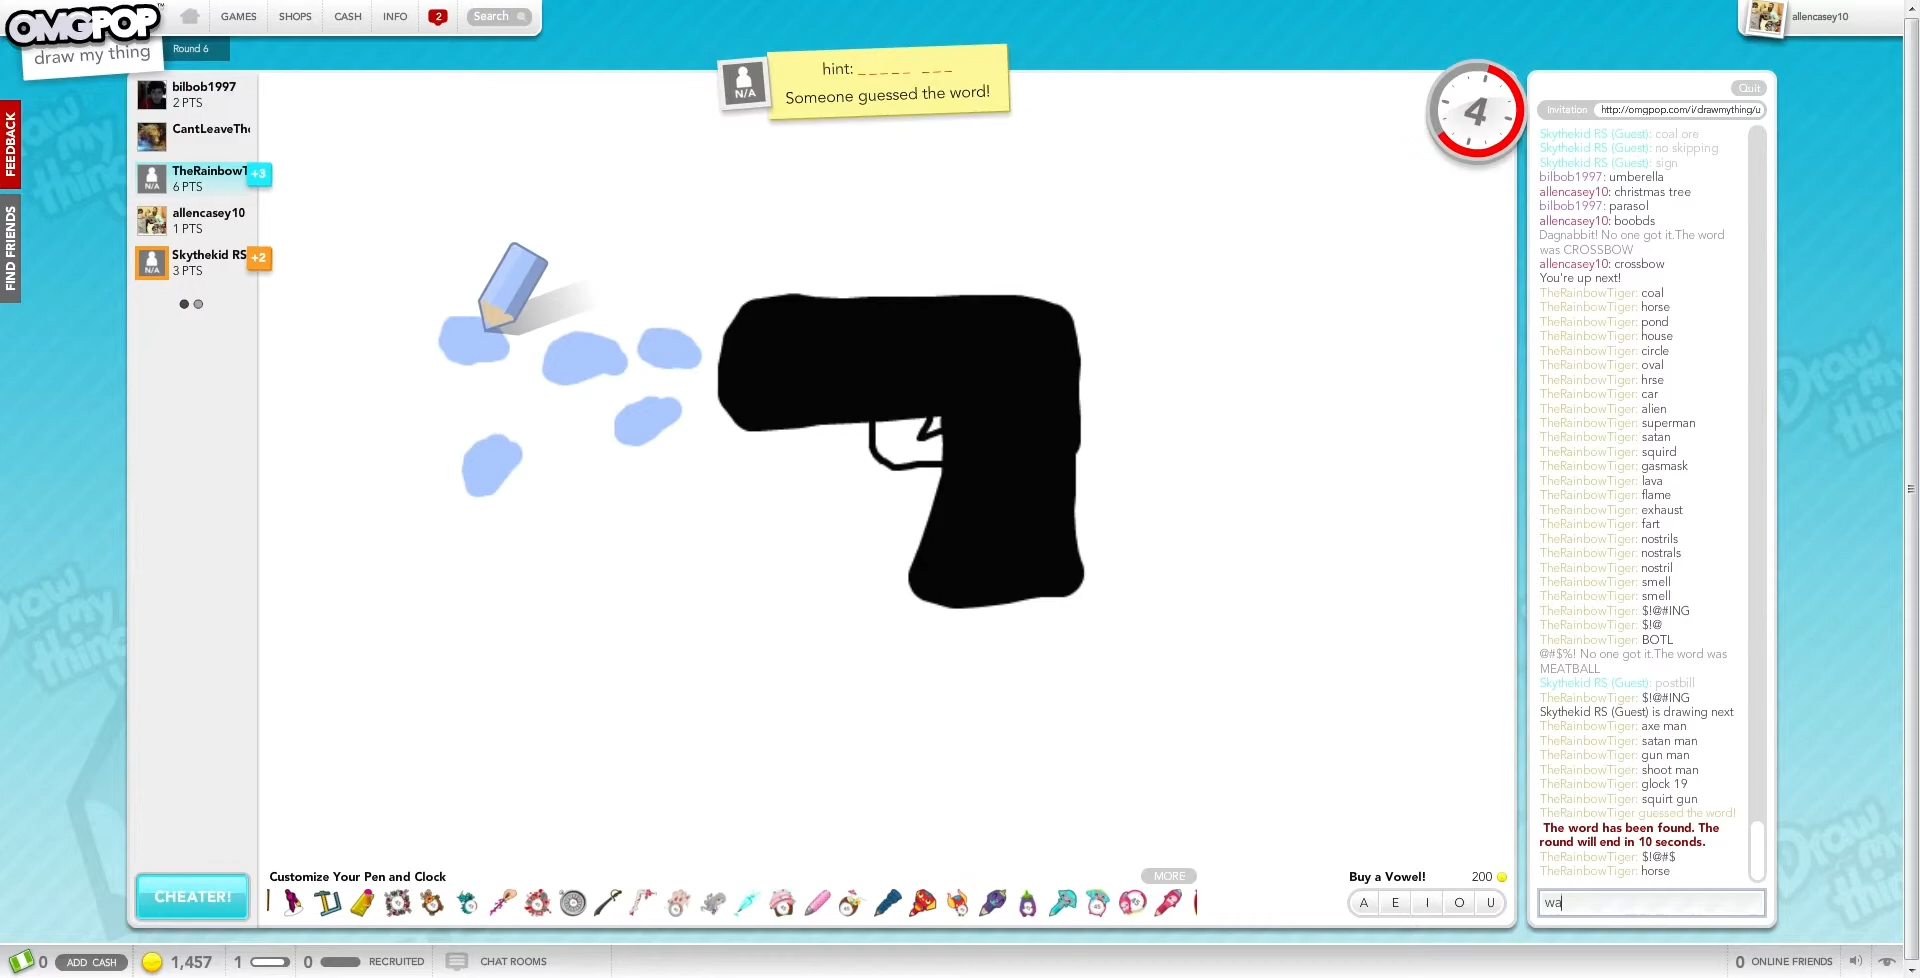 OMGPOP
draw my thing
GAMES
SHOPS
CASH
INFO
2
Search
allencasey10
Round 6
FEEDBACK
FIND FRIENDS
bilbob1997
2 PTS
CantLeaveTh
TheRainbowT
+3
6 PTS
allencasey10
1 PTS
Skythekid RS
+2
3 PTS
N/A
hint: _ _ _ _ _   _ _ _
Someone guessed the word!
4
Quit
Invitation http://omgpop.com/i/drawmything/u
Skythekid RS (Guest): coal ore
Skythekid RS (Guest): no skipping
Skythekid RS (Guest): sign
bilbob1997: umberella
allencasey10: christmas tree
bilbob1997: parasol
allencasey10: boobds
Dagnabbit! No one got it.The word
was CROSSBOW
allencasey10: crossbow
You're up next!
TheRainbowTiger: coal
TheRainbowTiger: horse
TheRainbowTiger: pond
TheRainbowTiger: house
TheRainbowTiger: circle
TheRainbowTiger: oval
TheRainbowTiger: hrse
TheRainbowTiger: car
TheRainbowTiger: alien
TheRainbowTiger: superman
TheRainbowTiger: satan
TheRainbowTiger: squird
TheRainbowTiger: gasmask
TheRainbowTiger: lava
TheRainbowTiger: flame
TheRainbowTiger: exhaust
TheRainbowTiger: fart
TheRainbowTiger: nostrils
TheRainbowTiger: nostrals
TheRainbowTiger: nostril
TheRainbowTiger: smell
TheRainbowTiger: smell
TheRainbowTiger: $!@#ING
TheRainbowTiger: $!@
TheRainbowTiger: BOTL
@#$%! No one got it.The word was
MEATBALL
Skythekid RS (Guest): postbill
TheRainbowTiger: $!@#ING
Skythekid RS (Guest) is drawing next
TheRainbowTiger: axe man
TheRainbowTiger: satan man
TheRainbowTiger: gun man
TheRainbowTiger: shoot man
TheRainbowTiger: glock 19
TheRainbowTiger: squirt gun
TheRainbowTiger guessed the word!
The word has been found. The
round will end in 10 seconds.
TheRainbowTiger: $!@#$
TheRainbowTiger: horse
wa
CHEATER!
Customize Your Pen and Clock
MORE
Buy a Vowel!
200
A E I O U
0 ADD CASH
1,457
1
0 RECRUITED
CHAT ROOMS
0 ONLINE FRIENDS